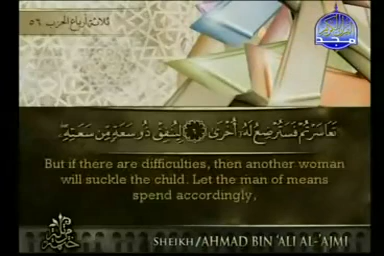 ثلاثة أرباع الحزب ٥٦
تَعَاسَرْتُمْ فَسَتُرْضِعُ لَهُۥٓ أُخْرَىٰ ٦ لِيُنفِقْ ذُو سَعَةٍ مِّن سَعَتِهِۦ ۖ
But if there are difficulties, then another woman
will suckle the child. Let the man of means
spend accordingly,
SHEIKH/AHMAD BIN 'ALI AL-'AJMI